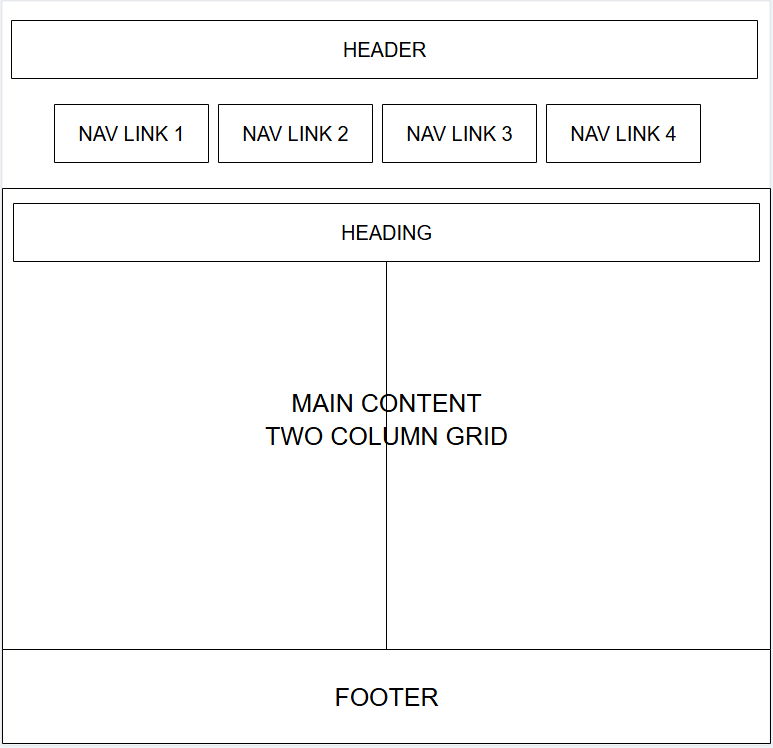 HEADER
NAV LINK 1
NAV LINK 2
NAV LINK 3
NAV LINK 4
HEADING
MAIN CONTENT
TWO COLUMN GRID
FOOTER